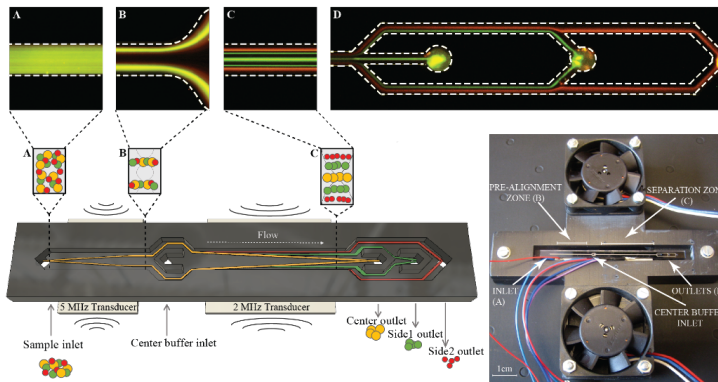 A
B
C
D
A
B
C
Flow
5 MHz Transducer
2 MHz Transducer
Sample inlet
Center buffer inlet
Center outlet
Side1 outlet
Side2 outlet
PRE-ALIGNMENT
ZONE (B)
SEPARATION ZON
(C)
INLET
(A)
OUTLETS (
CENTER BUFFE
INLET
1cm